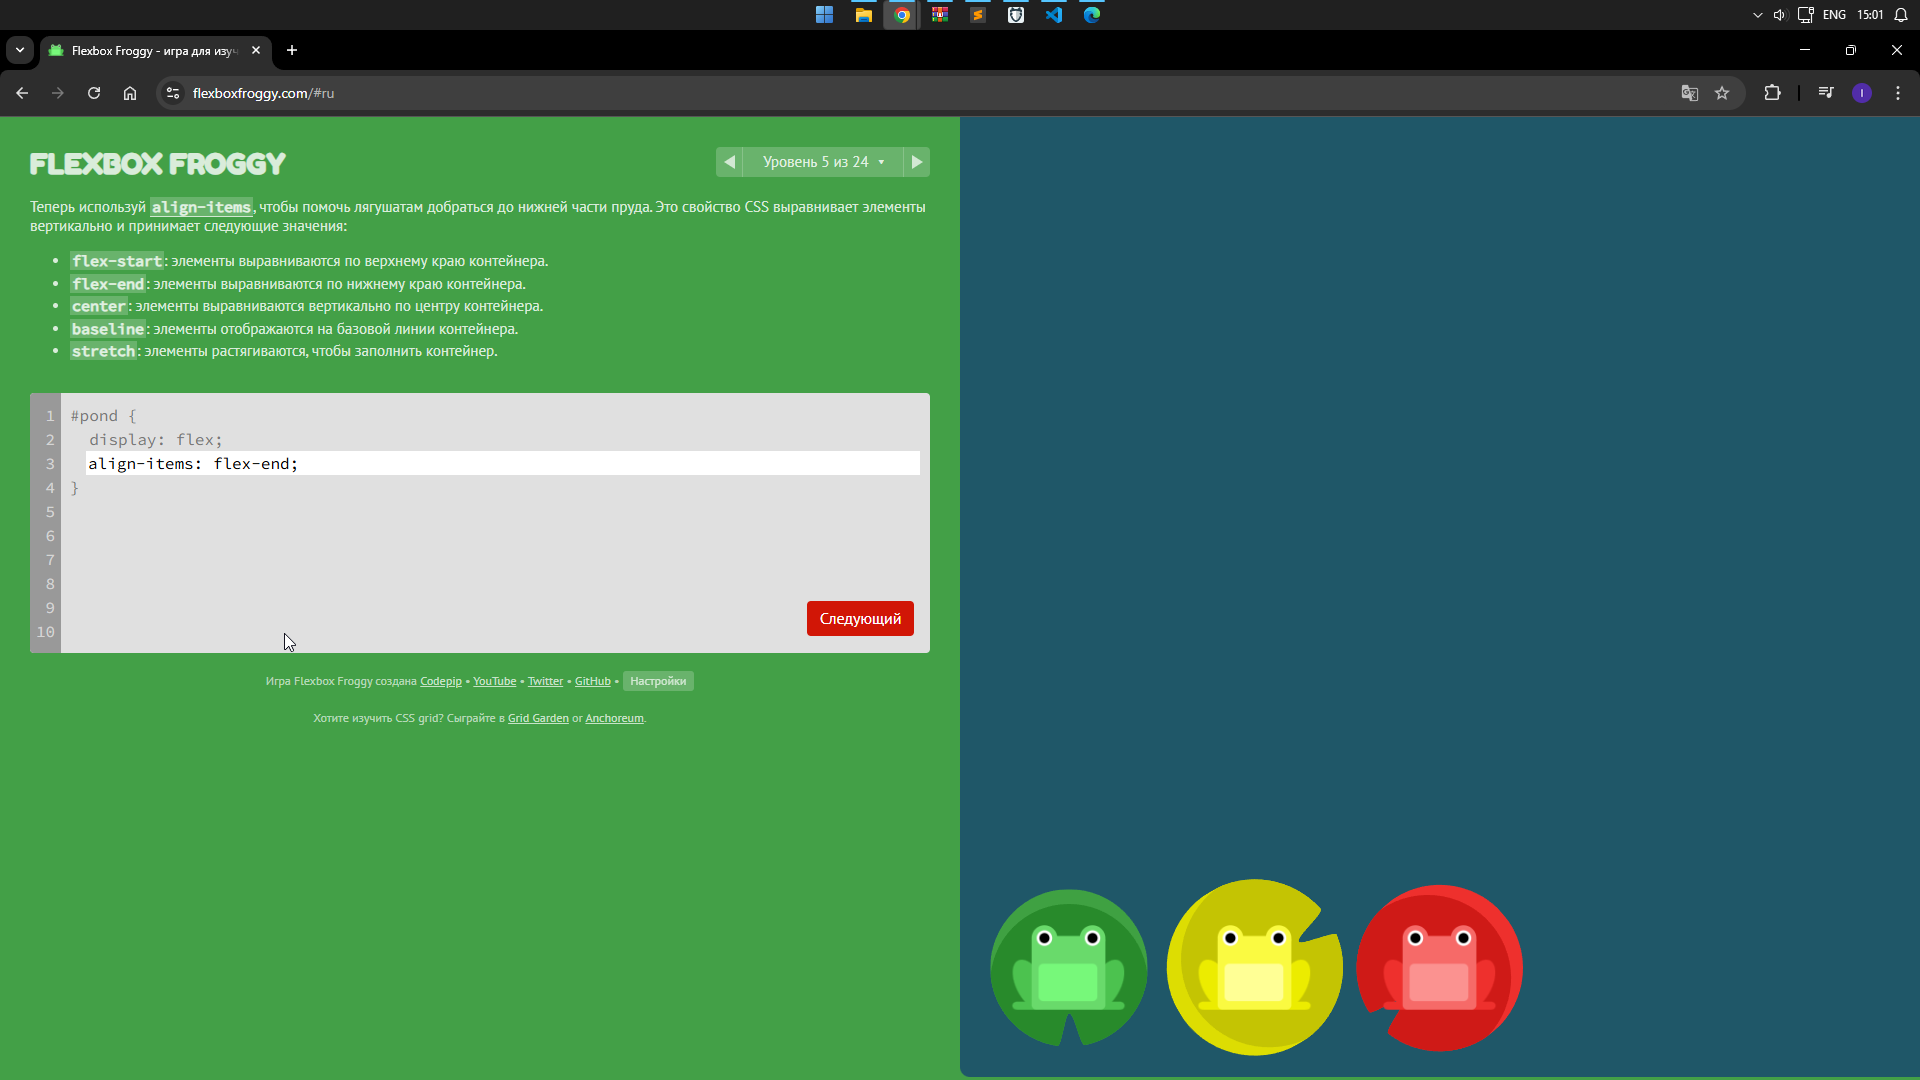 ENG 15:01
Flexbox Froggy - игра для изуч
flexboxfroggy.com/#ru
I
FLEXBOX FROGGY
Уровень 5 из 24
Теперь используй align-items, чтобы помочь лягушатам добраться до нижней части пруда. Это свойство CSS выравнивает элементы
вертикально и принимает следующие значения:
• flex-start: элементы выравниваются по верхнему краю контейнера.
• flex-end: элементы выравниваются по нижнему краю контейнера.
• center: элементы выравниваются вертикально по центру контейнера.
• baseline: элементы отображаются на базовой линии контейнера.
• stretch: элементы растягиваются, чтобы заполнить контейнер.
1 #pond {
2 display: flex;
3 align-items: flex-end;
4 }
5
6
7
8
9
10
Следующий
Игра Flexbox Froggy создана Codepip • YouTube • Twitter • GitHub • Настройки
Хотите изучить CSS grid? Сыграйте в Grid Garden or Anchoreum.